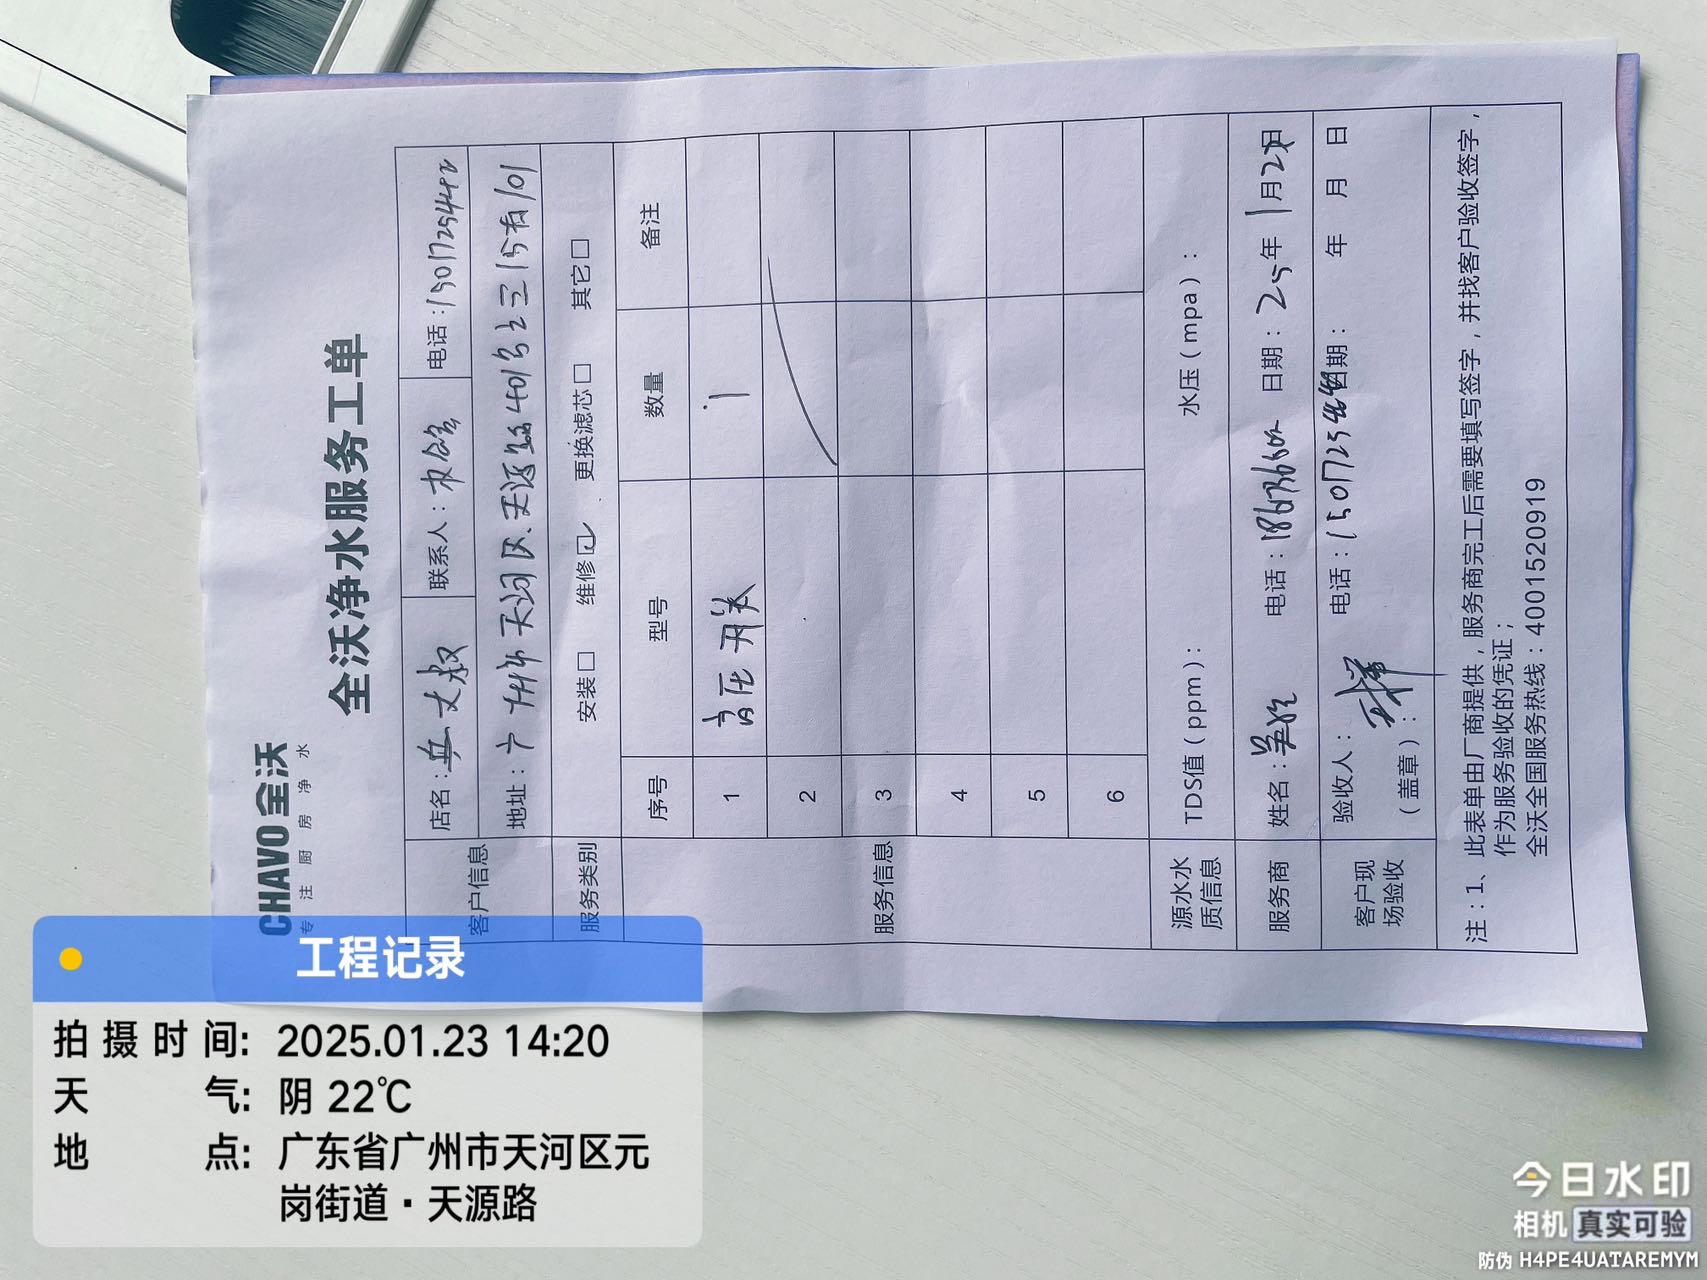 CHAVO 全沃
专注厨房净水
全沃净水服务工单
客户信息 店名： 联系人： 电话：15017254412
地址：广州天河区.天源路401号之三15右101
服务类别 安装□ 维修☑ 更换滤芯□ 其它□
服务信息 序号 型号 数量 备注
1 高压开关 1
2
3
4
5
6
源水水质信息 TDS值（ppm）： 水压（mpa）：
服务商 姓名： 电话： 日期：25年1月 日
客户现场验收 验收人： 电话： 日期： 年 月 日
（盖章）：
注：1、此表单由厂商提供，服务商完工后需要填写签字，并找客户验收签字，
作为服务验收的凭证；
全沃全国服务热线：4001520919
工程记录
拍摄时间: 2025.01.23 14:20
天气: 阴 22℃
地点: 广东省广州市天河区元
岗街道·天源路
今日水印
相机 真实可验
防伪 H4PE4UATAREMYM